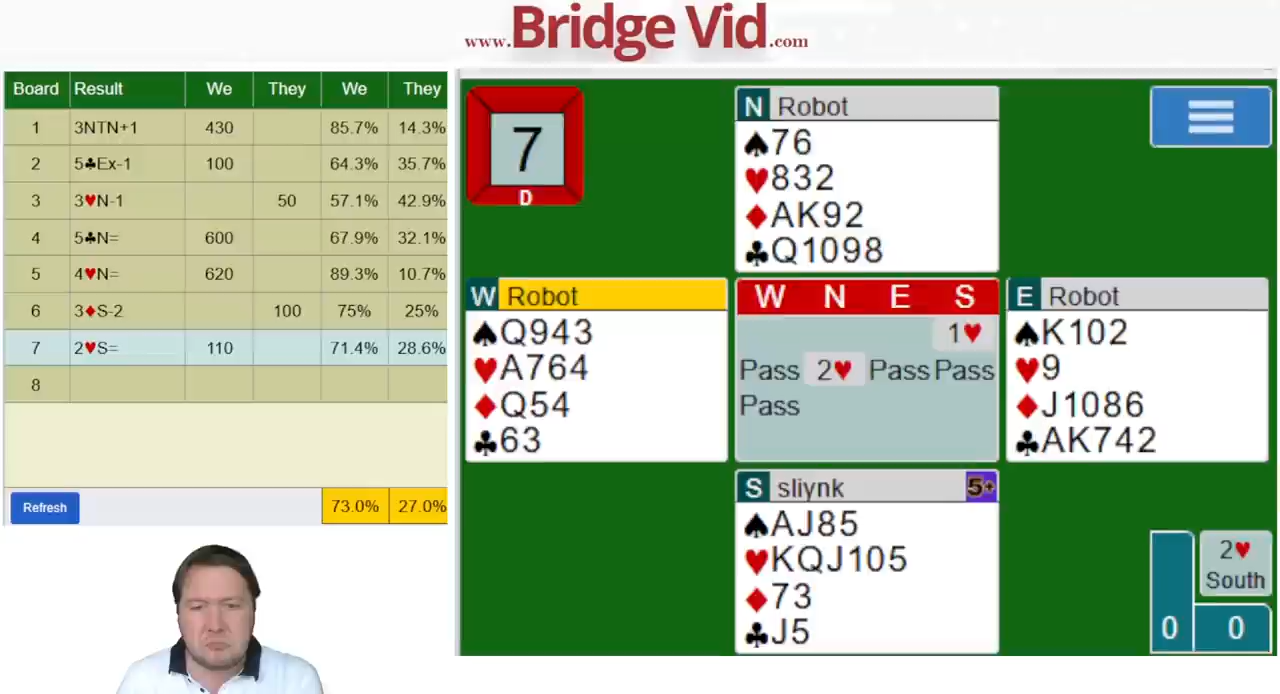 www.Bridge Vid.com
Board Result We They We They
1 3NTN+1 430 85.7% 14.3%
2 5♣Ex-1 100 64.3% 35.7%
3 3♥N-1 50 57.1% 42.9%
4 5♣N= 600 67.9% 32.1%
5 4♥N= 620 89.3% 10.7%
6 3♦S-2 100 75% 25%
7 2♥S= 110 71.4% 28.6%
8
Refresh 73.0% 27.0%
7
D
N Robot
♠76
♥832
♦AK92
♣Q1098
W Robot
♠Q943
♥A764
♦Q54
♣63
W N E S
1♥
Pass 2♥ Pass Pass
Pass
E Robot
♠K102
♥9
♦J1086
♣AK742
S sliynk 5+
♠AJ85
♥KQJ105
♦73
♣J5
2♥
South
0 0